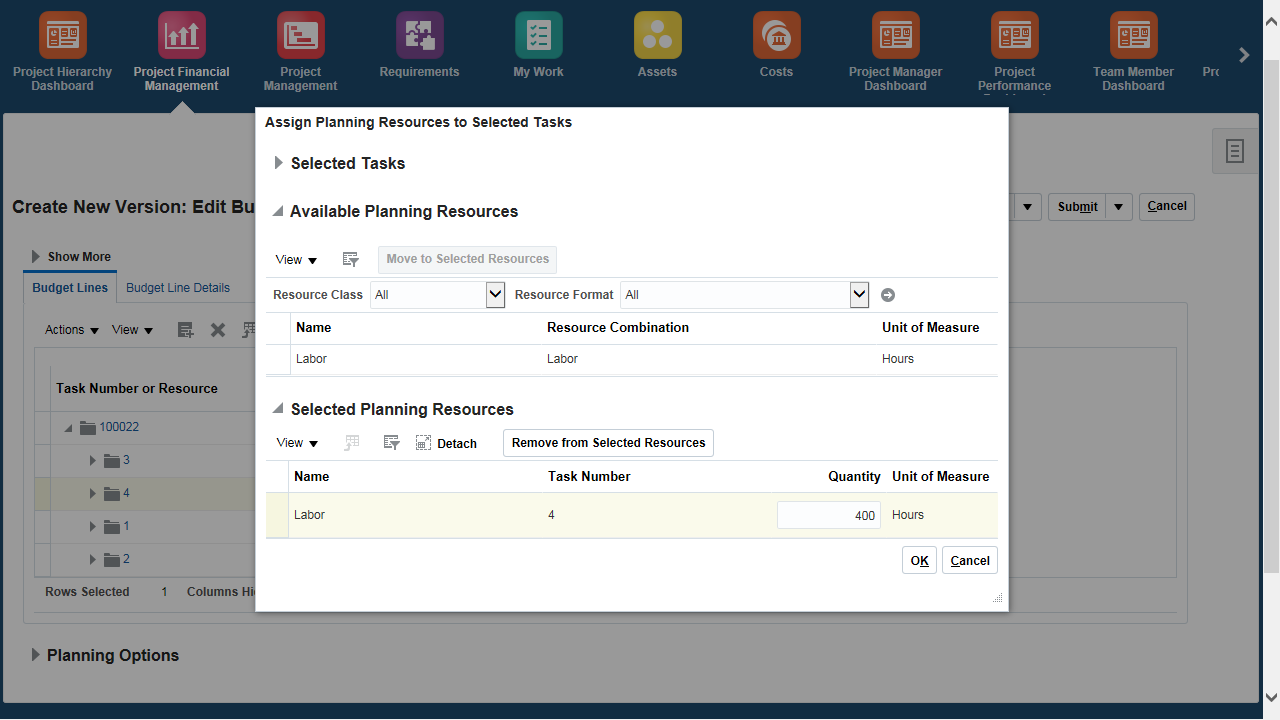 Project Hierarchy
Dashboard
Project Financial
Management
Project
Management
Requirements
My Work
Assets
Costs
Project Manager
Dashboard
Project
Performance
Team Member
Dashboard
Assign Planning Resources to Selected Tasks
Selected Tasks
Create New Version: Edit Bu
Submit
Cancel
Available Planning Resources
Show More
View
Move to Selected Resources
Budget Lines
Budget Line Details
Resource Class
All
Resource Format
All
Actions
View
Name
Resource Combination
Unit of Measure
Labor
Labor
Hours
Task Number or Resource
100022
3
4
1
2
Selected Planning Resources
View
Detach
Remove from Selected Resources
Name
Task Number
Quantity
Unit of Measure
Labor
4
400
Hours
OK
Cancel
Rows Selected 1 Columns Hi
Planning Options